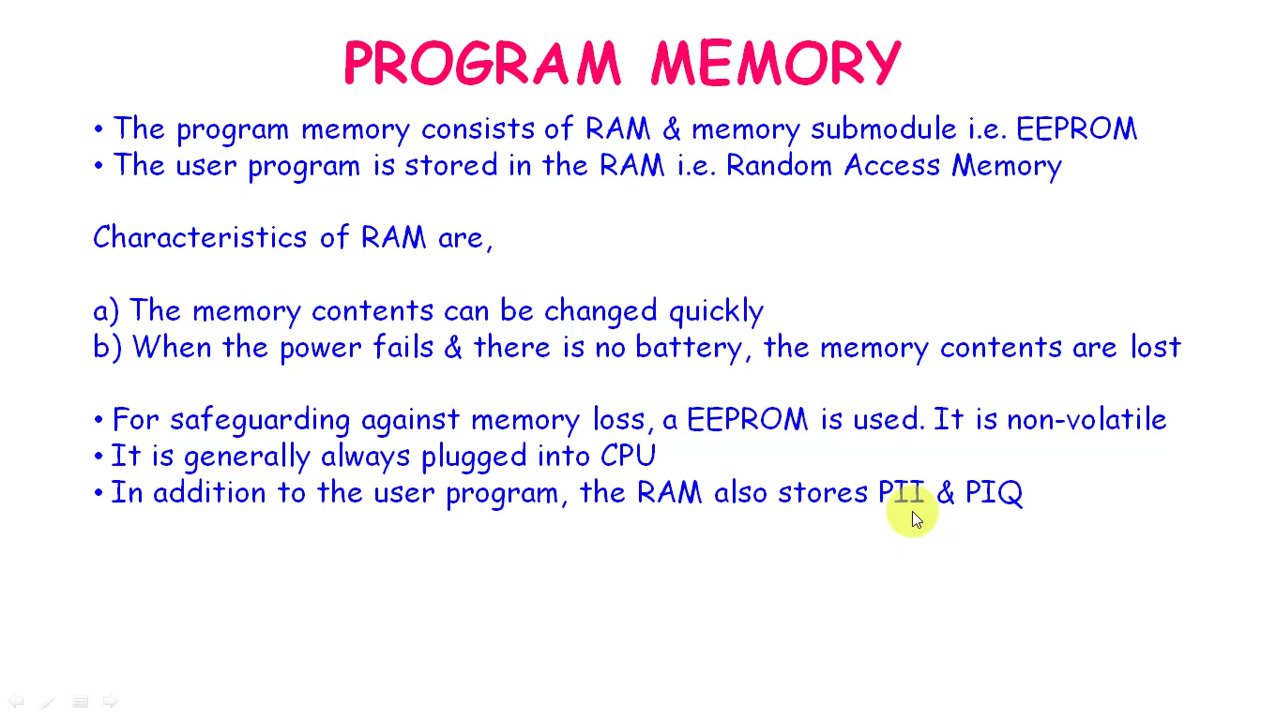 PROGRAM MEMORY
• The program memory consists of RAM & memory submodule i.e. EEPROM
• The user program is stored in the RAM i.e. Random Access Memory
Characteristics of RAM are,
a) The memory contents can be changed quickly
b) When the power fails & there is no battery, the memory contents are lost
• For safeguarding against memory loss, a EEPROM is used. It is non-volatile
• It is generally always plugged into CPU
• In addition to the user program, the RAM also stores PII & PIQ